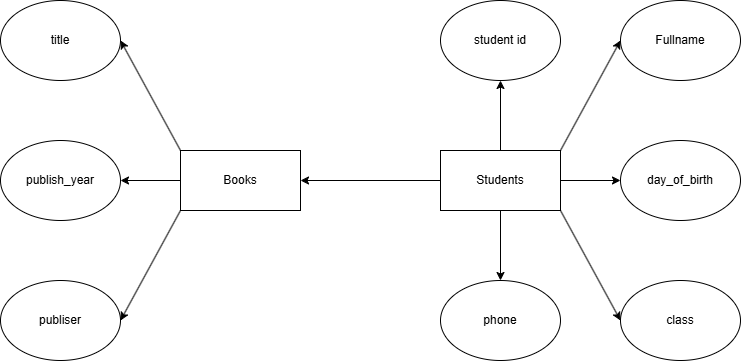 title
student id
Fullname
publish_year
Books
Students
day_of_birth
publiser
phone
class